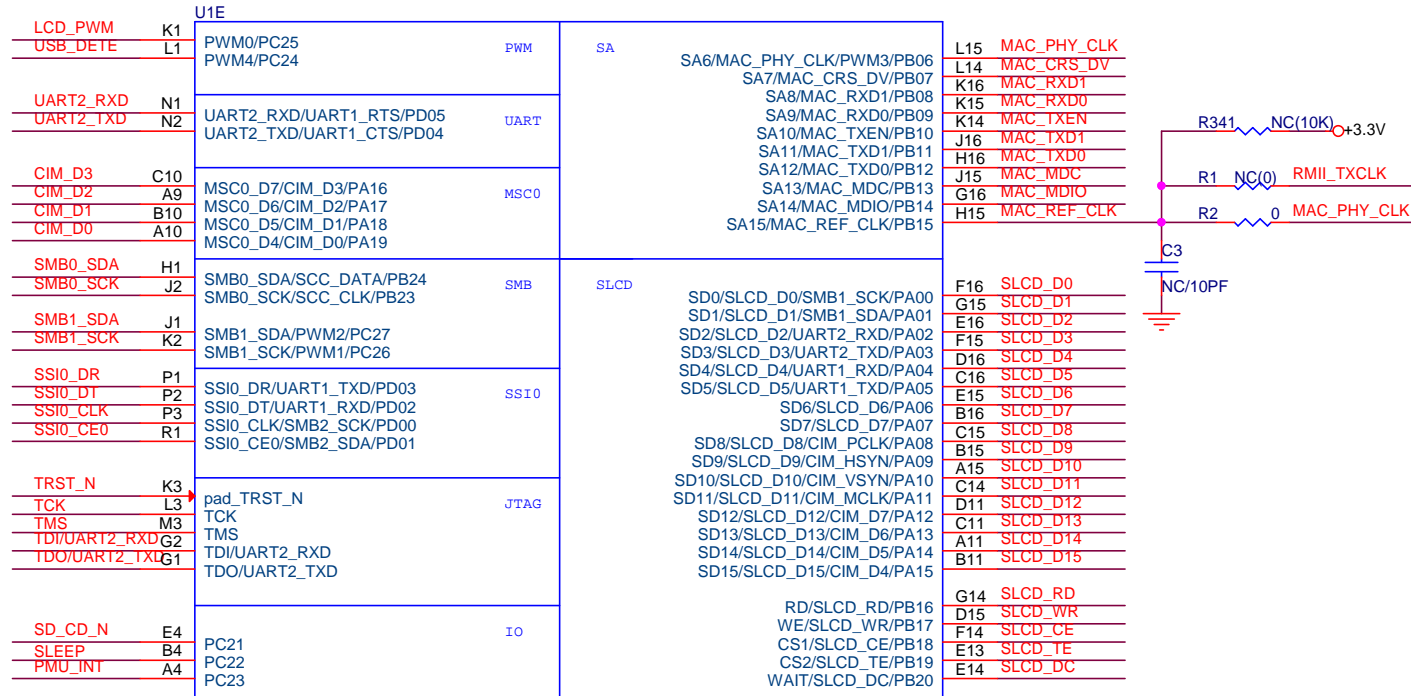 U1E
LCD_PWM K1 PWM0/PC25 PWM
USB_DETE L1 PWM4/PC24
UART2_RXD N1 UART2_RXD/UART1_RTS/PD05 UART
UART2_TXD N2 UART2_TXD/UART1_CTS/PD04
CIM_D3 C10 MSC0_D7/CIM_D3/PA16 MSC0
CIM_D2 A9 MSC0_D6/CIM_D2/PA17
CIM_D1 B10 MSC0_D5/CIM_D1/PA18
CIM_D0 A10 MSC0_D4/CIM_D0/PA19
SMB0_SDA H1 SMB0_SDA/SCC_DATA/PB24 SMB
SMB0_SCK J2 SMB0_SCK/SCC_CLK/PB23
SMB1_SDA J1 SMB1_SDA/PWM2/PC27
SMB1_SCK K2 SMB1_SCK/PWM1/PC26
SSI0_DR P1 SSI0_DR/UART1_TXD/PD03 SSI0
SSI0_DT P2 SSI0_DT/UART1_RXD/PD02
SSI0_CLK P3 SSI0_CLK/SMB2_SCK/PD00
SSI0_CE0 R1 SSI0_CE0/SMB2_SDA/PD01
TRST_N K3 pad_TRST_N JTAG
TCK L3 TCK
TMS M3 TMS
TDI/UART2_RXD G2 TDI/UART2_RXD
TDO/UART2_TXD G1 TDO/UART2_TXD
SD_CD_N E4 PC21 IO
SLEEP B4 PC22
PMU_INT A4 PC23
SA
SA6/MAC_PHY_CLK/PWM3/PB06 L15 MAC_PHY_CLK
SA7/MAC_CRS_DV/PB07 L14 MAC_CRS_DV
SA8/MAC_RXD1/PB08 K16 MAC_RXD1
SA9/MAC_RXD0/PB09 K15 MAC_RXD0
SA10/MAC_TXEN/PB10 K14 MAC_TXEN
SA11/MAC_TXD1/PB11 J16 MAC_TXD1
SA12/MAC_TXD0/PB12 H16 MAC_TXD0
SA13/MAC_MDC/PB13 J15 MAC_MDC
SA14/MAC_MDIO/PB14 G16 MAC_MDIO
SA15/MAC_REF_CLK/PB15 H15 MAC_REF_CLK
R341 NC(10K) +3.3V
R1 NC(0) RMII_TXCLK
R2 0 MAC_PHY_CLK
C3
NC/10PF
SLCD
SD0/SLCD_D0/SMB1_SCK/PA00 F16 SLCD_D0
SD1/SLCD_D1/SMB1_SDA/PA01 G15 SLCD_D1
SD2/SLCD_D2/UART2_RXD/PA02 E16 SLCD_D2
SD3/SLCD_D3/UART2_TXD/PA03 F15 SLCD_D3
SD4/SLCD_D4/UART1_RXD/PA04 D16 SLCD_D4
SD5/SLCD_D5/UART1_TXD/PA05 C16 SLCD_D5
SD6/SLCD_D6/PA06 E15 SLCD_D6
SD7/SLCD_D7/PA07 B16 SLCD_D7
SD8/SLCD_D8/CIM_PCLK/PA08 C15 SLCD_D8
SD9/SLCD_D9/CIM_HSYN/PA09 B15 SLCD_D9
SD10/SLCD_D10/CIM_VSYN/PA10 A15 SLCD_D10
SD11/SLCD_D11/CIM_MCLK/PA11 C14 SLCD_D11
SD12/SLCD_D12/CIM_D7/PA12 D11 SLCD_D12
SD13/SLCD_D13/CIM_D6/PA13 C11 SLCD_D13
SD14/SLCD_D14/CIM_D5/PA14 A11 SLCD_D14
SD15/SLCD_D15/CIM_D4/PA15 B11 SLCD_D15
RD/SLCD_RD/PB16 G14 SLCD_RD
WE/SLCD_WR/PB17 D15 SLCD_WR
CS1/SLCD_CE/PB18 F14 SLCD_CE
CS2/SLCD_TE/PB19 E13 SLCD_TE
WAIT/SLCD_DC/PB20 E14 SLCD_DC